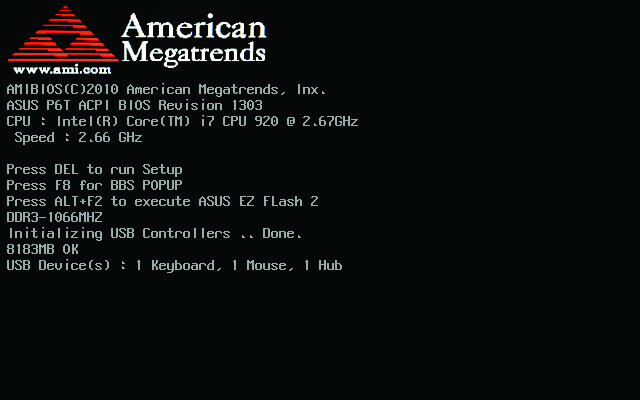 American
Megatrends
www.ami.com
AMIBIOS(C)2010 American Megatrends, Inx.
ASUS P6T ACPI BIOS Revision 1303
CPU : Intel(R) Core(TM) i7 CPU 920 @ 2.67GHz
Speed : 2.66 GHz
Press DEL to run Setup
Press F8 for BBS POPUP
Press ALT+F2 to execute ASUS EZ FLash 2
DDR3-1066MHZ
Initializing USB Controllers .. Done.
8183MB OK
USB Device(s) : 1 Keyboard, 1 Mouse, 1 Hub